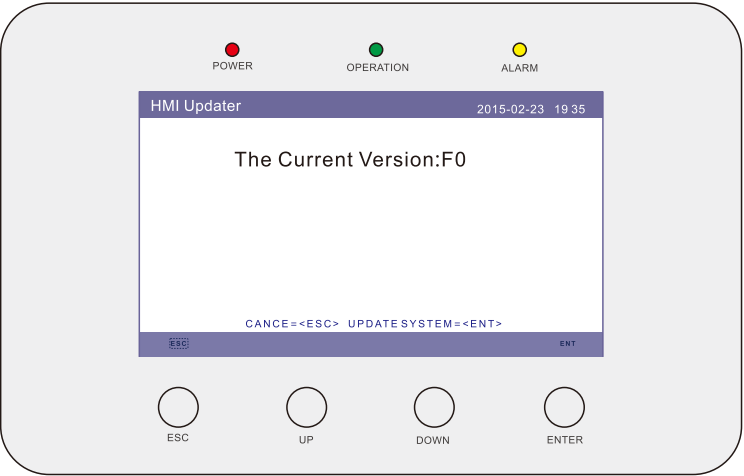 POWER OPERATION ALARM
HMI Updater 2015-02-23 19 35
The Current Version:F0
CANCE=<ESC> UPDATE SYSTEM=<ENT>
ESC ENT
ESC UP DOWN ENTER